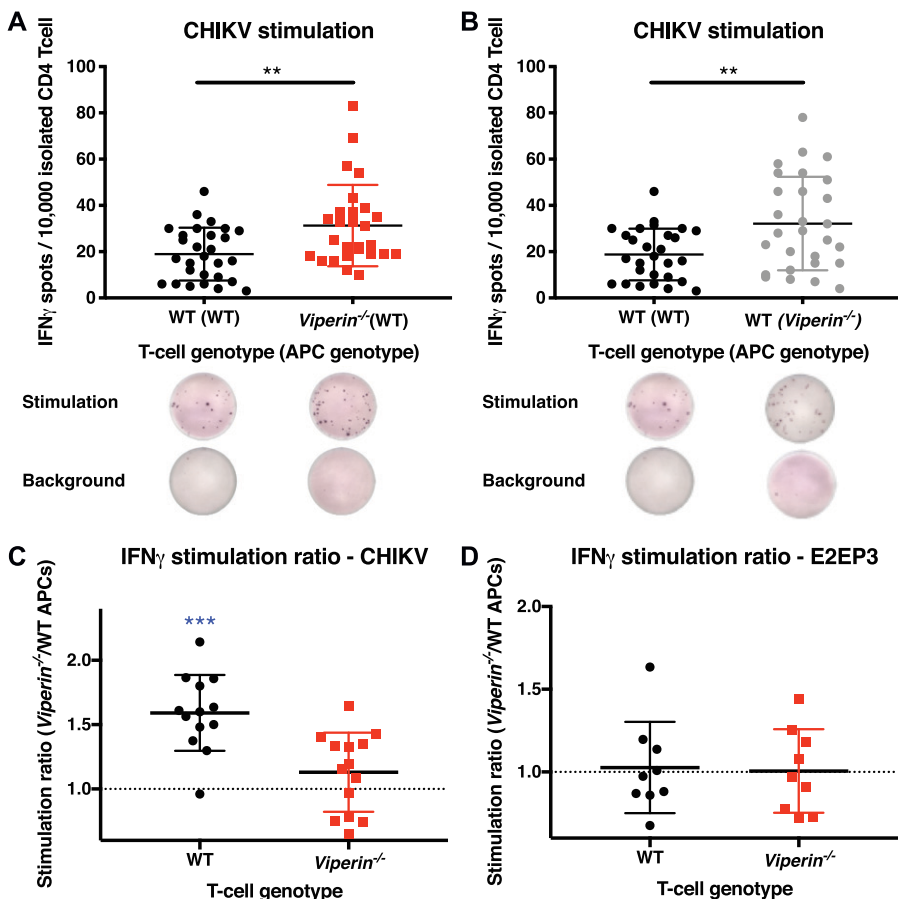 A
CHIKV stimulation
IFNγ spots / 10,000 isolated CD4 Tcell
**
100
80
60
40
20
0
WT (WT)
Viperin-/-(WT)
T-cell genotype (APC genotype)
Stimulation
Background
B
CHIKV stimulation
IFNγ spots / 10,000 isolated CD4 Tcell
**
100
80
60
40
20
0
WT (WT)
WT (Viperin-/-)
T-cell genotype (APC genotype)
Stimulation
Background
C
IFNγ stimulation ratio - CHIKV
Stimulation ratio (Viperin-/-/WT APCs)
***
2.0
1.5
1.0
WT
Viperin-/-
T-cell genotype
D
IFNγ stimulation ratio - E2EP3
Stimulation ratio (Viperin-/-/WT APCs)
2.0
1.5
1.0
WT
Viperin-/-
T-cell genotype